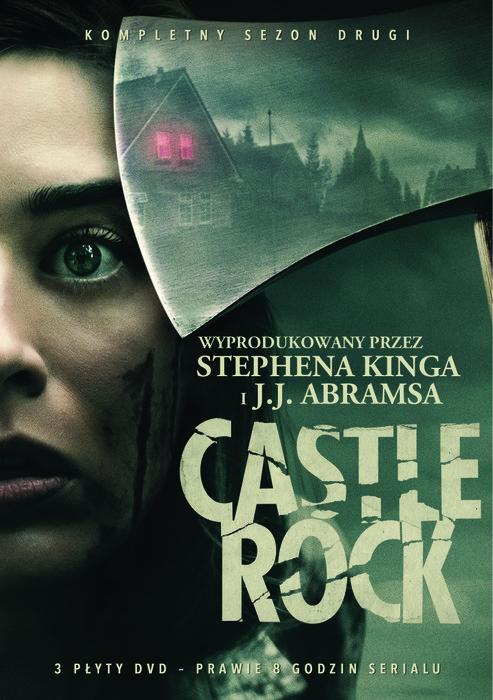 KOMPLETNY SEZON DRUGI
WYPRODUKOWANY PRZEZ
STEPHENA KINGA
I J.J. ABRAMSA
CASTLE
ROCK
3 PŁYTY DVD – PRAWIE 8 GODZIN SERIALU